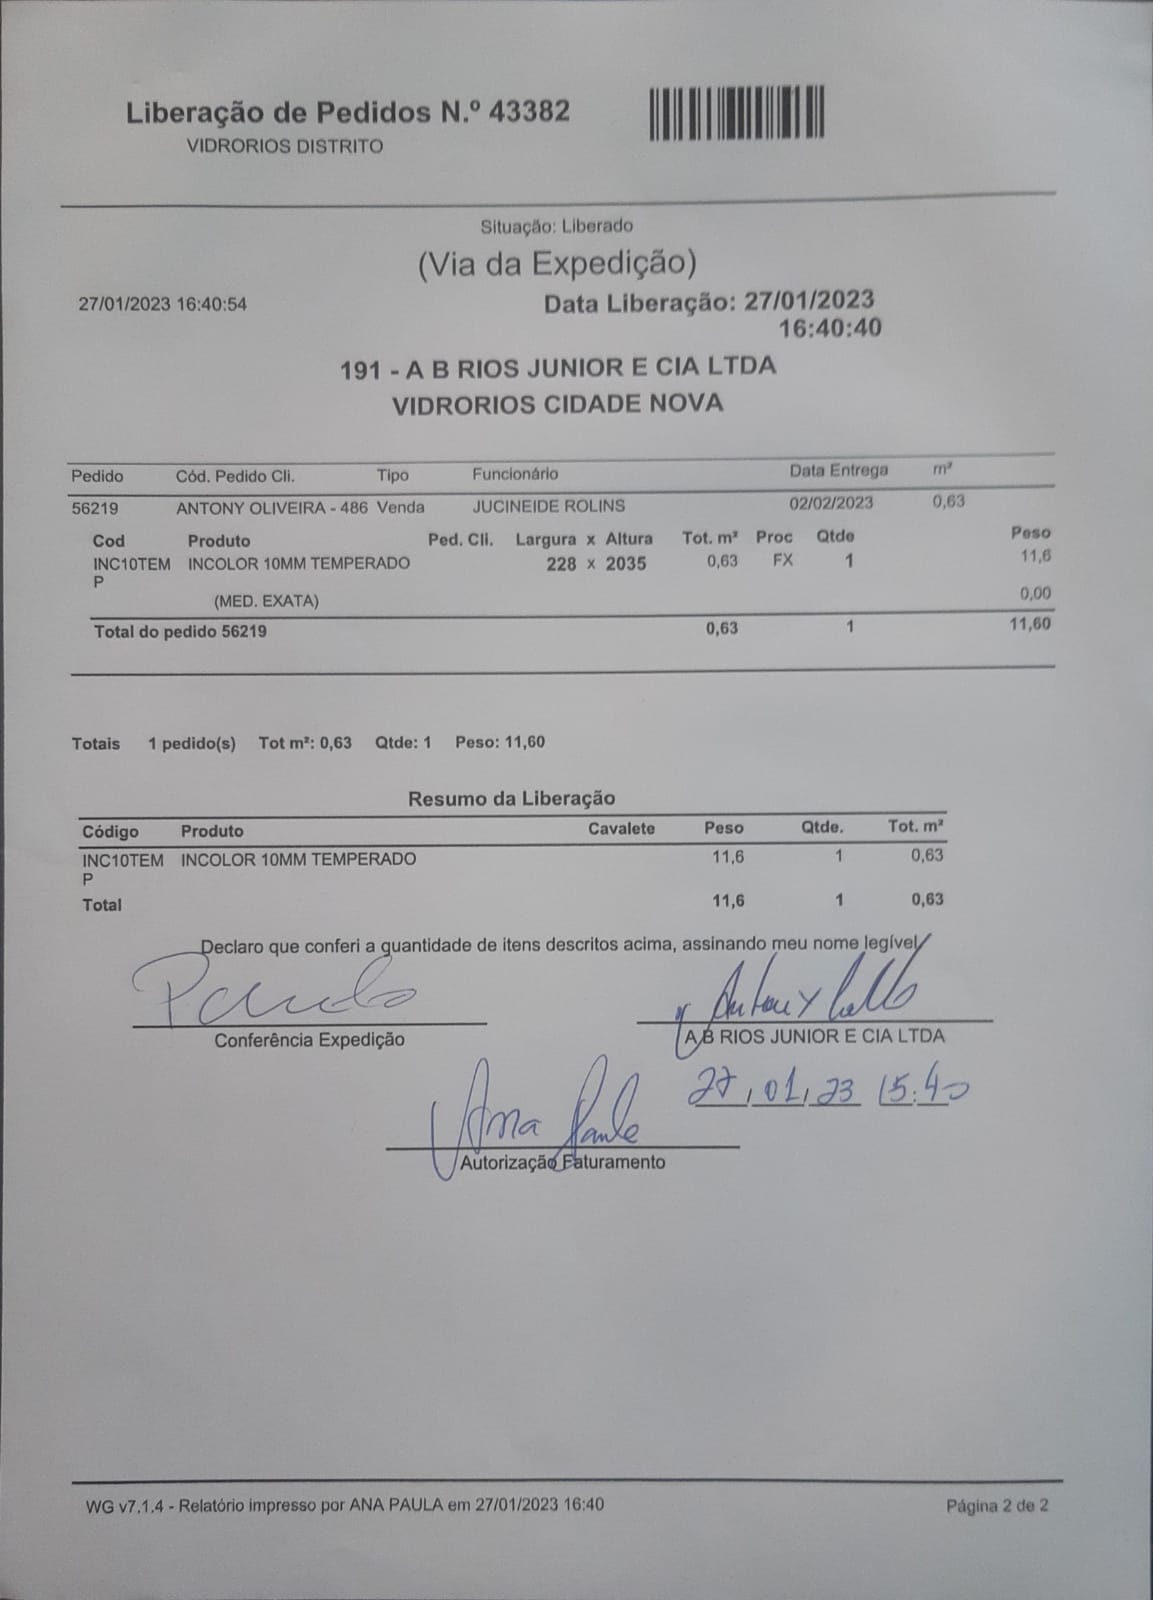 Liberação de Pedidos N.º 43382
VIDRORIOS DISTRITO
Situação: Liberado
(Via da Expedição)
27/01/2023 16:40:54 Data Liberação: 27/01/2023
16:40:40
191 - A B RIOS JUNIOR E CIA LTDA
VIDRORIOS CIDADE NOVA
Pedido Cód. Pedido Cli. Tipo Funcionário Data Entrega m²
56219 ANTONY OLIVEIRA - 486 Venda JUCINEIDE ROLINS 02/02/2023 0,63
Cod Produto Ped. Cli. Largura x Altura Tot. m² Proc Qtde Peso
INC10TEM INCOLOR 10MM TEMPERADO 228 x 2035 0,63 FX 1 11,6
P
(MED. EXATA) 0,00
Total do pedido 56219 0,63 1 11,60
Totais 1 pedido(s) Tot m²: 0,63 Qtde: 1 Peso: 11,60
Resumo da Liberação
Código Produto Cavalete Peso Qtde. Tot. m²
INC10TEM INCOLOR 10MM TEMPERADO 11,6 1 0,63
P
Total 11,6 1 0,63
Declaro que conferi a quantidade de itens descritos acima, assinando meu nome legível
Antony
Conferência Expedição A B RIOS JUNIOR E CIA LTDA
27/01/23 15:40
Ana Paula
Autorização Faturamento
WG v7.1.4 - Relatório impresso por ANA PAULA em 27/01/2023 16:40 Página 2 de 2